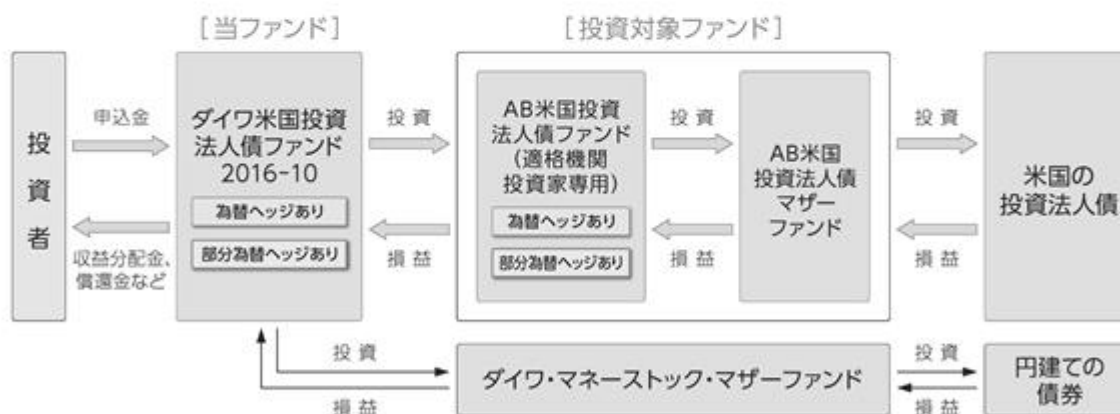 [当ファンド]
[投資対象ファンド]
投資者
申込金
収益分配金、
償還金など
ダイワ米国投資
法人債ファンド
2016-10
為替ヘッジあり
部分為替ヘッジあり
投資
損益
AB米国投資
法人債ファンド
(適格機関
投資家専用)
為替ヘッジあり
部分為替ヘッジあり
投資
損益
AB米国
投資法人債
マザー
ファンド
投資
損益
米国の
投資法人債
投資
損益
ダイワ・マネーストック・マザーファンド
投資
損益
円建ての
債券